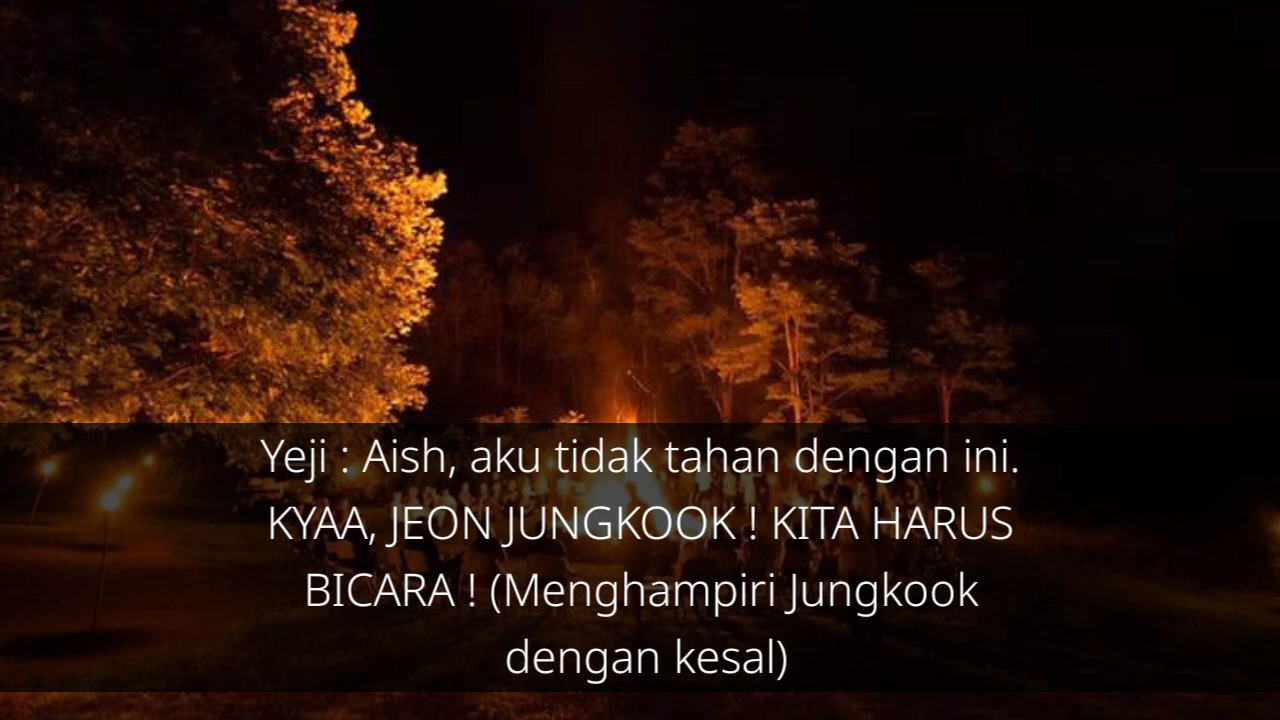 Yeji : Aish, aku tidak tahan dengan ini.
KYAA, JEON JUNGKOOK ! KITA HARUS
BICARA ! (Menghampiri Jungkook
dengan kesal)